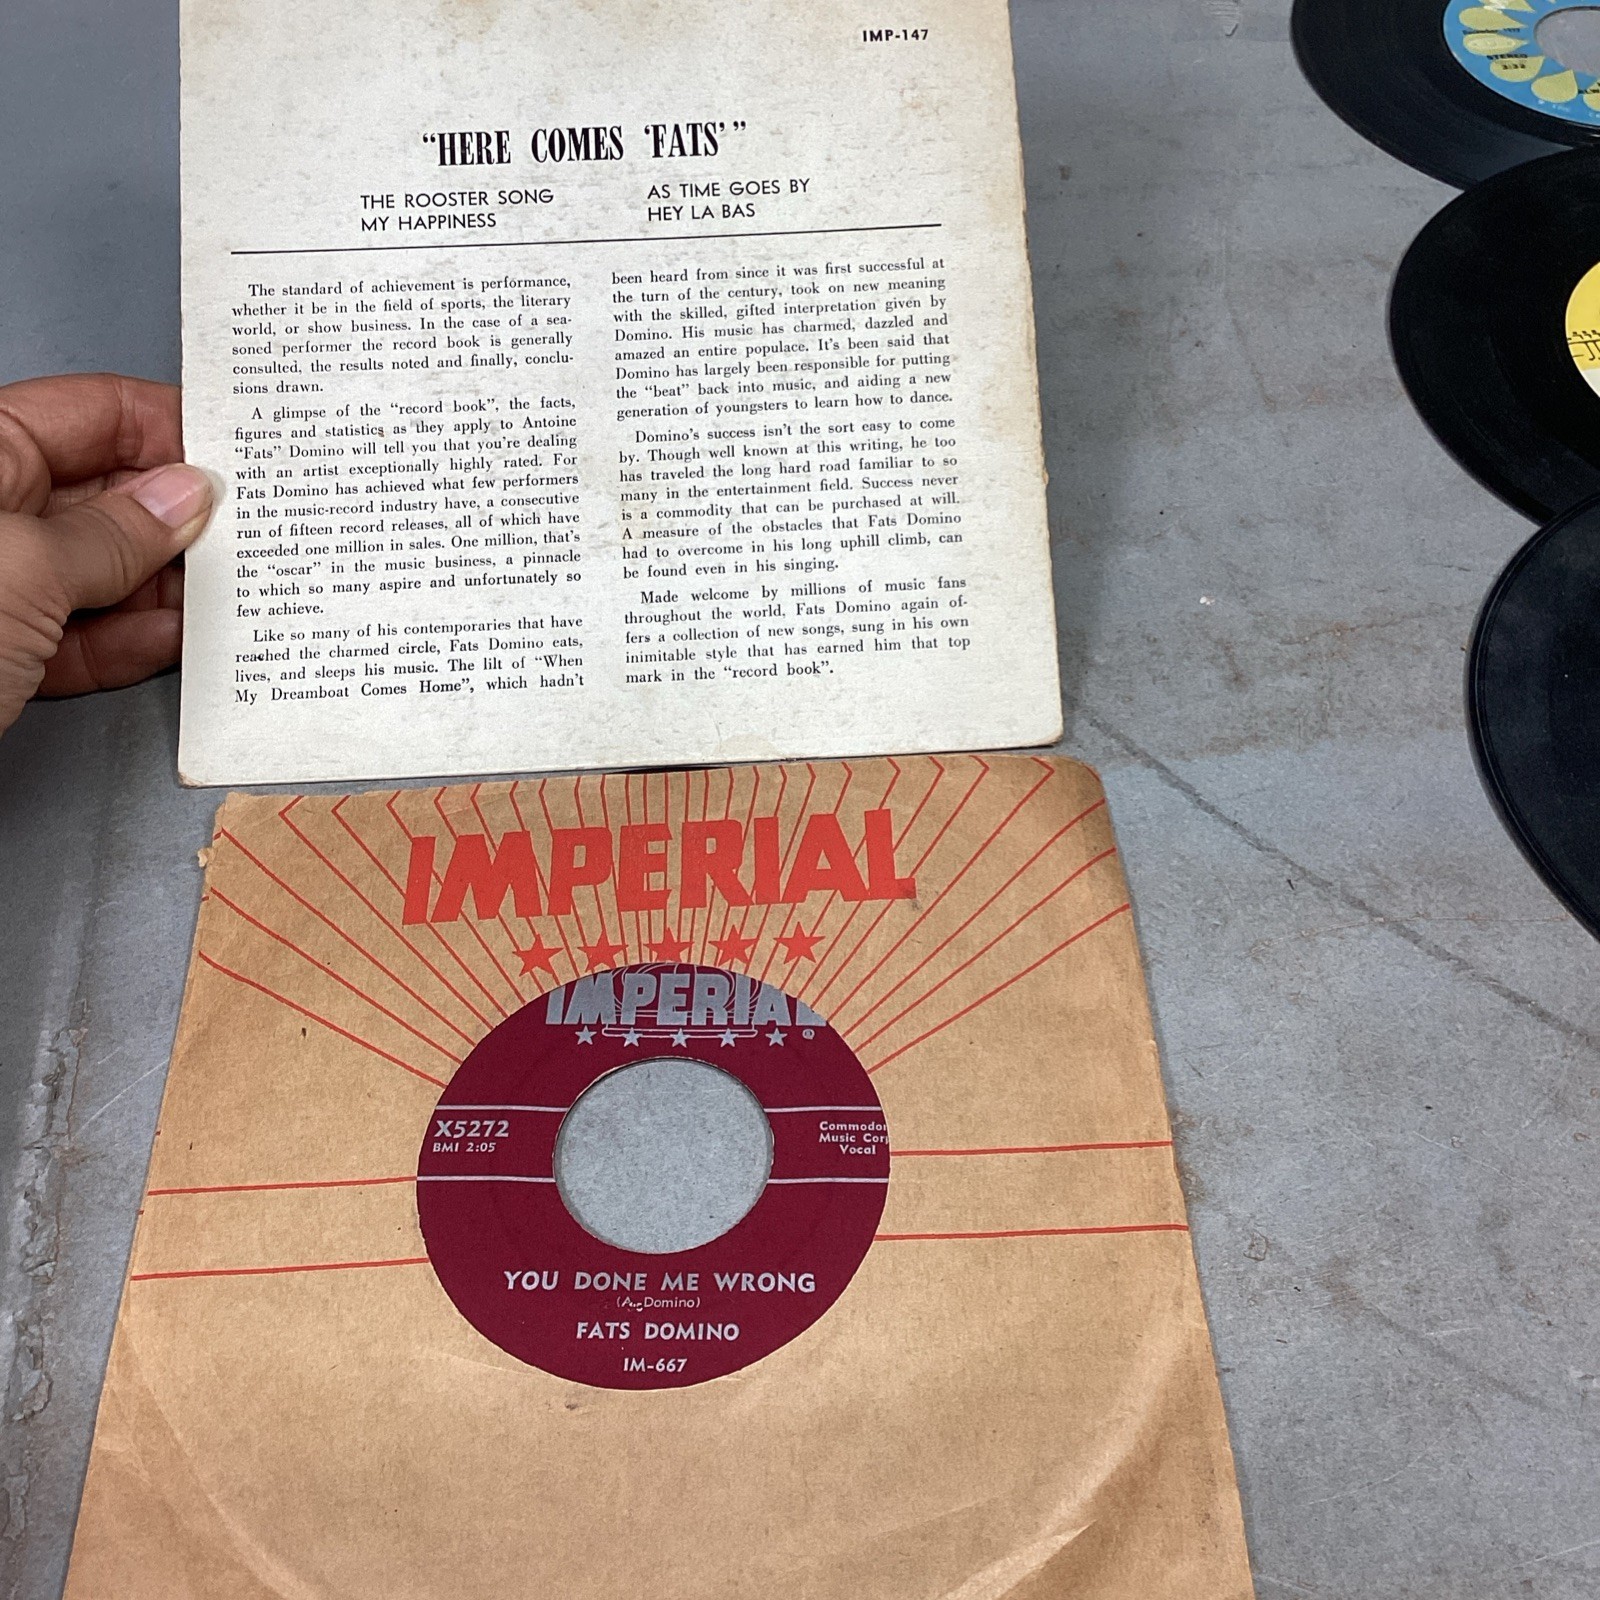 IMP-147
"HERE COMES 'FATS'"
THE ROOSTER SONG
MY HAPPINESS
AS TIME GOES BY
HEY LA BAS
The standard of achievement is performance,
whether it be in the field of sports, the literary
world, or show business. In the case of a sea-
soned performer the record book is generally
consulted, the results noted and finally, conclu-
sions drawn.
A glimpse of the "record book", the facts,
figures and statistics as they apply to Antoine
"Fats" Domino will tell you that you're dealing
with an artist exceptionally highly rated. For
Fats Domino has achieved what few performers
in the music-record industry have, a consecutive
run of fifteen record releases, all of which have
exceeded one million in sales. One million, that's
the "oscar" in the music business, a pinnacle
to which so many aspire and unfortunately so
few achieve.
Like so many of his contemporaries that have
reached the charmed circle, Fats Domino eats,
lives, and sleeps his music. The lilt of "When
My Dreamboat Comes Home", which hadn't
been heard from since it was first successful at
the turn of the century, took on new meaning
with the skilled, gifted interpretation given by
Domino. His music has charmed, dazzled and
amazed an entire populace. It's been said that
Domino has largely been responsible for putting
the "beat" back into music, and aiding a new
generation of youngsters to learn how to dance.
Domino's success isn't the sort easy to come
by. Though well known at this writing, he too
has traveled the long hard road familiar to so
many in the entertainment field. Success never
is a commodity that can be purchased at will.
A measure of the obstacles that Fats Domino
had to overcome in his long uphill climb, can
be found even in his singing.
Made welcome by millions of music fans
throughout the world, Fats Domino again of-
fers a collection of new songs, sung in his own
inimitable style that has earned him that top
mark in the "record book".
STEREO
2:32
IMPERIAL
IMPERIAL
®
X5272
BMI 2:05
Commodor
Music Corp
Vocal
YOU DONE ME WRONG
(A. Domino)
FATS DOMINO
IM-667